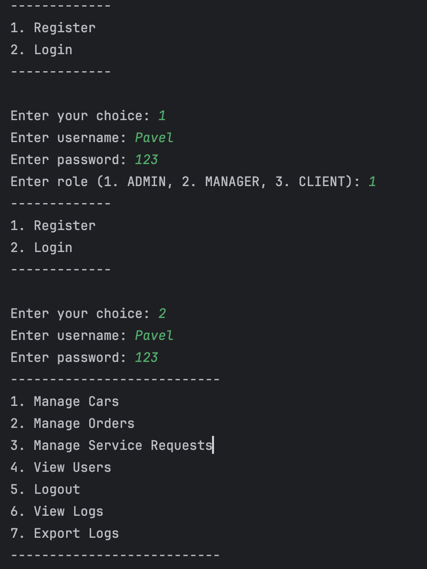 -------------
1. Register
2. Login
-------------
Enter your choice: 1
Enter username: Pavel
Enter password: 123
Enter role (1. ADMIN, 2. MANAGER, 3. CLIENT): 1
-------------
1. Register
2. Login
-------------
Enter your choice: 2
Enter username: Pavel
Enter password: 123
---------------------------
1. Manage Cars
2. Manage Orders
3. Manage Service Requests
4. View Users
5. Logout
6. View Logs
7. Export Logs
---------------------------